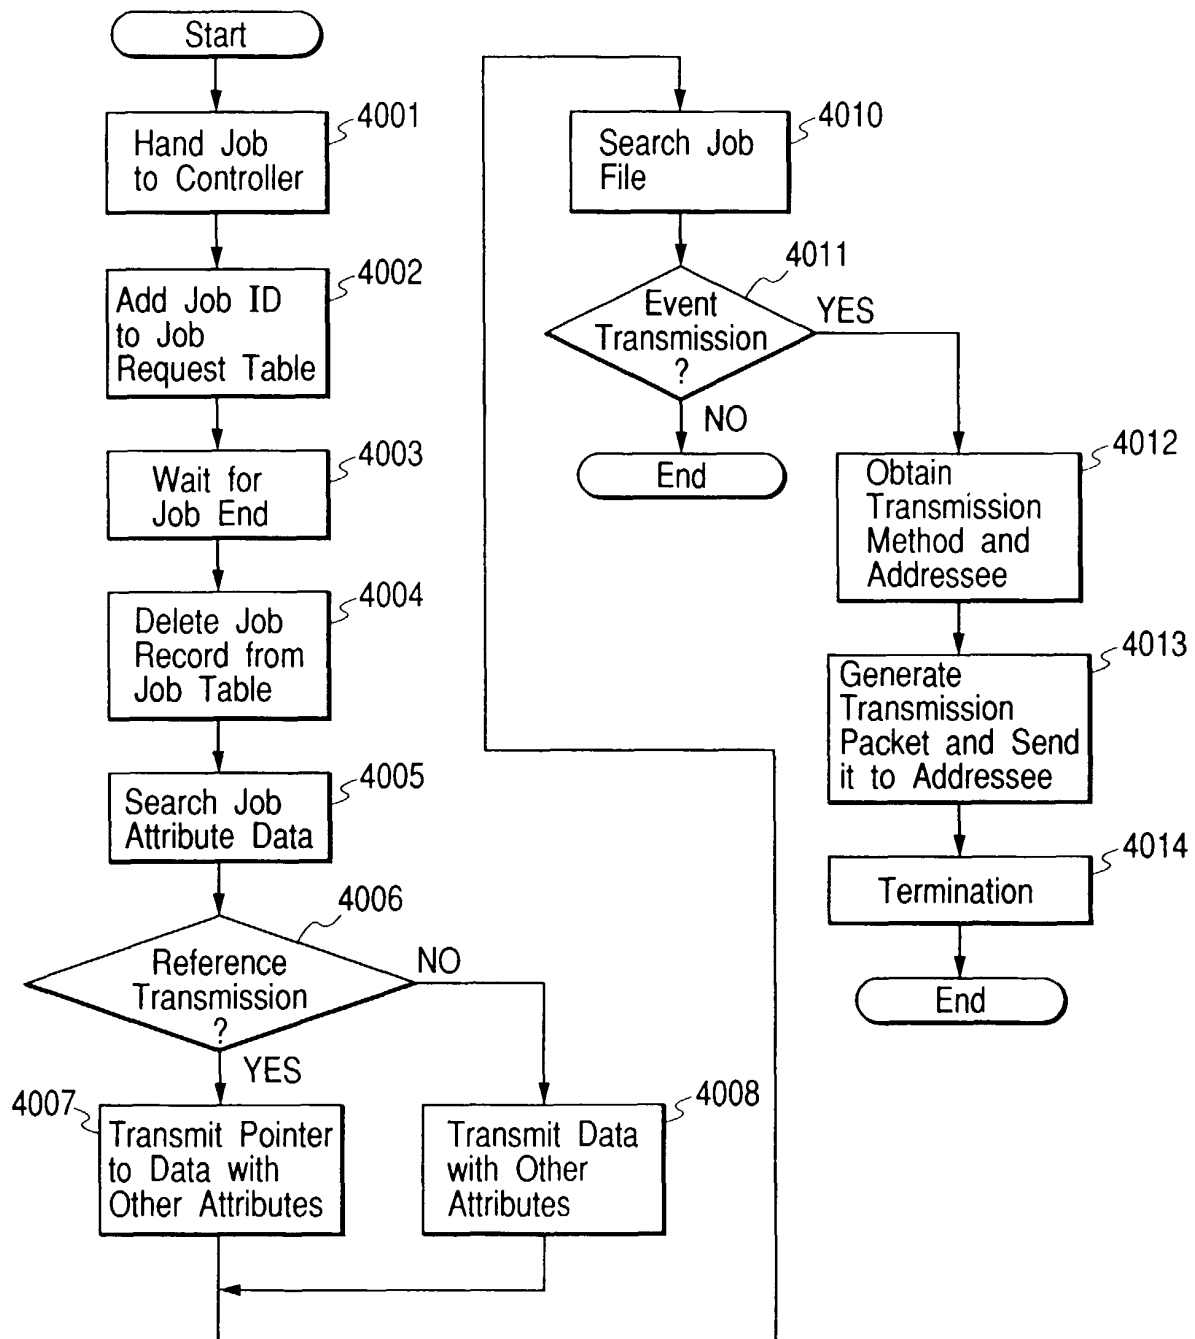 Start
4001
Hand Job
to Controller
4002
Add Job ID
to Job
Request Table
4003
Wait for
Job End
4004
Delete Job
Record from
Job Table
4005
Search Job
Attribute Data
4006
Reference
Transmission
?
NO
YES
4007
Transmit Pointer
to Data with
Other Attributes
4008
Transmit Data
with Other
Attributes
4010
Search Job
File
4011
Event
Transmission
?
YES
NO
End
4012
Obtain
Transmission
Method and
Addressee
4013
Generate
Transmission
Packet and Send
it to Addressee
4014
Termination
End